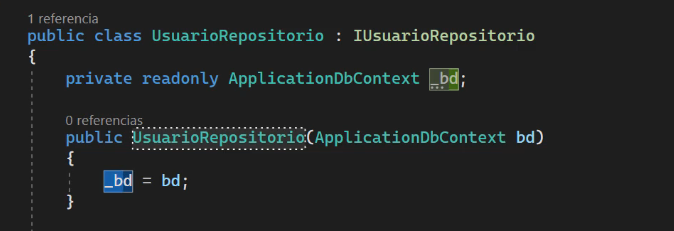 1 referencia
public class UsuarioRepositorio : IUsuarioRepositorio
{
private readonly ApplicationDbContext _bd;
0 referencias
public UsuarioRepositorio(ApplicationDbContext bd)
{
_bd = bd;
}